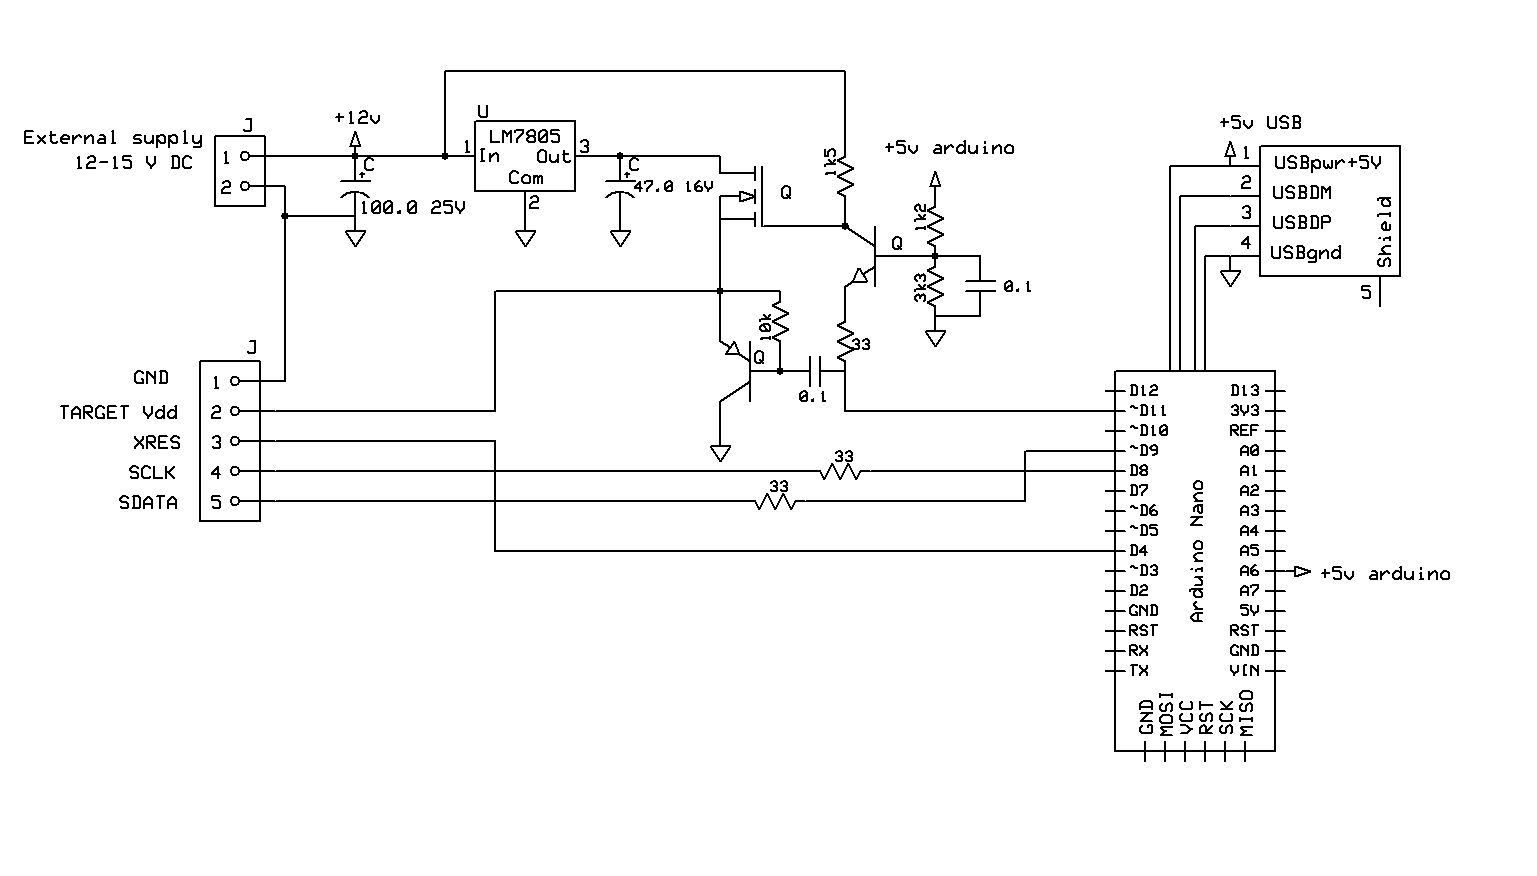 External supply
12-15 V DC
J
1
2
+12v
C
+
100.0 25V
U
LM7805
1
In
Out
3
Com
2
C
+
47.0 16V
Q
1k5
+5v arduino
1k2
Q
3k3
0.1
33
10k
Q
0.1
+5v USB
1
USBpwr+5V
2
USBDM
3
USBDP
4
USBgnd
Shield
5
J
GND
1
TARGET Vdd
2
XRES
3
SCLK
4
SDATA
5
33
33
D12
~D11
~D10
~D9
D8
D7
~D6
~D5
D4
~D3
D2
GND
RST
RX
TX
Arduino Nano
D13
3V3
REF
A0
A1
A2
A3
A4
A5
A6
A7
5V
RST
GND
VIN
+5v arduino
GND
MOSI
VCC
RST
SCK
MISO